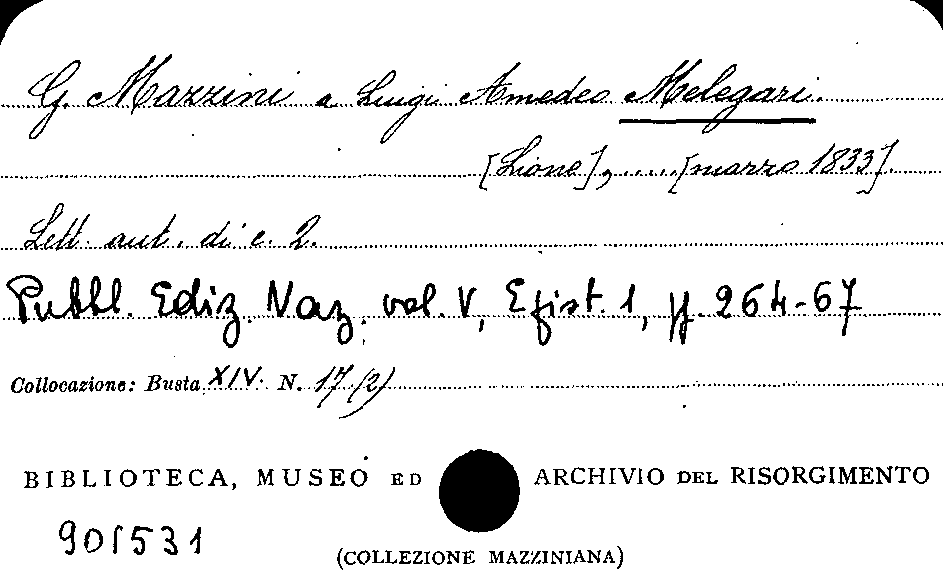 G. Mazzini a Luigi Amedeo Melegari.
[Lione], ..... [marzo 1833].
Lett. aut. di c. 2.
Pubbl. Ediz. Naz. vol. V, Epist. 1, pp. 264-67
Collocazione: Busta XIV. N. 17(2)
BIBLIOTECA, MUSEO ED ARCHIVIO DEL RISORGIMENTO
901531
(COLLEZIONE MAZZINIANA)